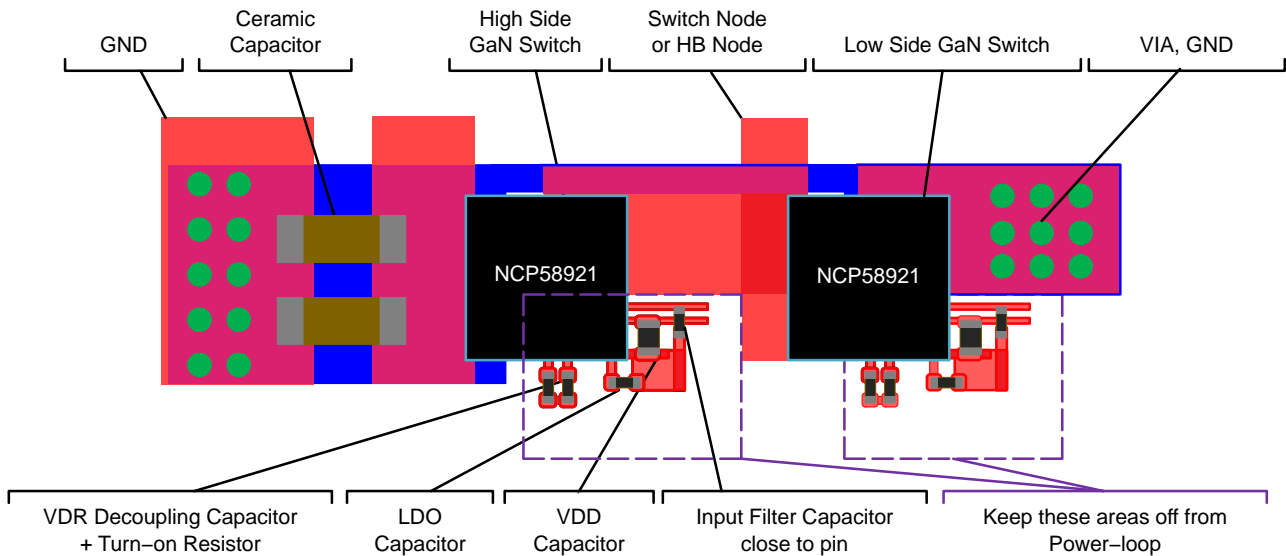 GND
Ceramic
Capacitor
High Side
GaN Switch
Switch Node
or HB Node
Low Side GaN Switch
VIA, GND
NCP58921
NCP58921
VDR Decoupling Capacitor
+ Turn−on Resistor
LDO
Capacitor
VDD
Capacitor
Input Filter Capacitor
close to pin
Keep these areas off from
Power−loop